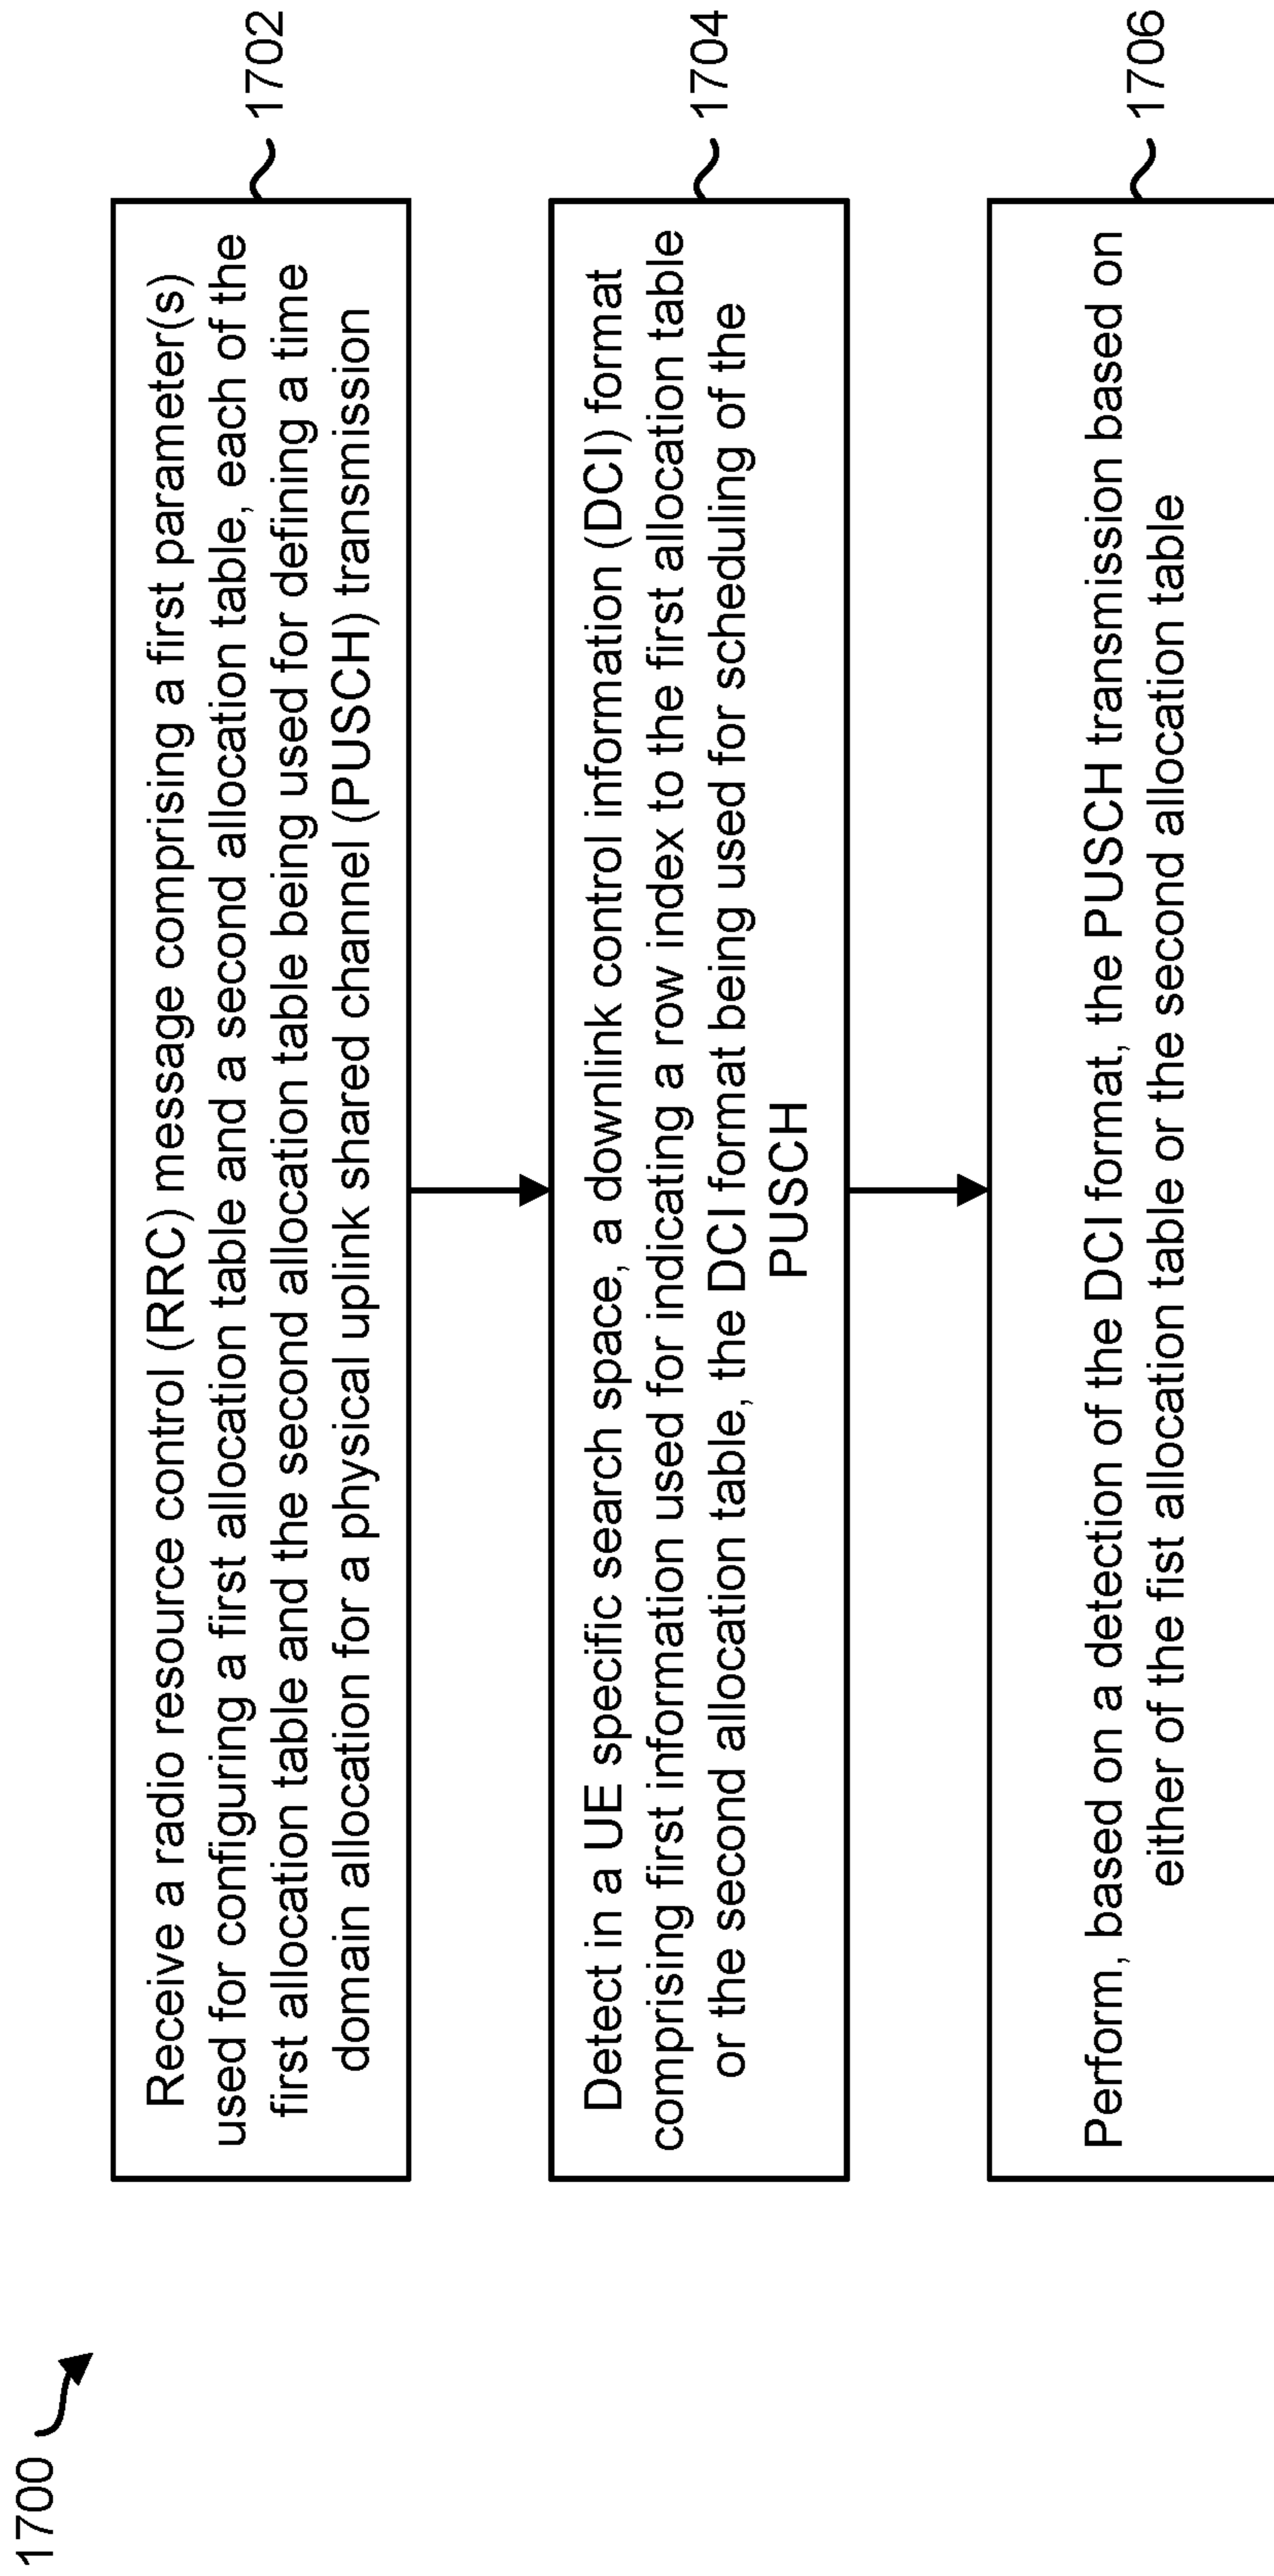 1700
Receive a radio resource control (RRC) message comprising a first parameter(s)
used for configuring a first allocation table and a second allocation table, each of the
first allocation table and the second allocation table being used for defining a time
domain allocation for a physical uplink shared channel (PUSCH) transmission
1702
Detect in a UE specific search space, a downlink control information (DCI) format
comprising first information used for indicating a row index to the first allocation table
or the second allocation table, the DCI format being used for scheduling of the
PUSCH
1704
Perform, based on a detection of the DCI format, the PUSCH transmission based on
either of the fist allocation table or the second allocation table
1706